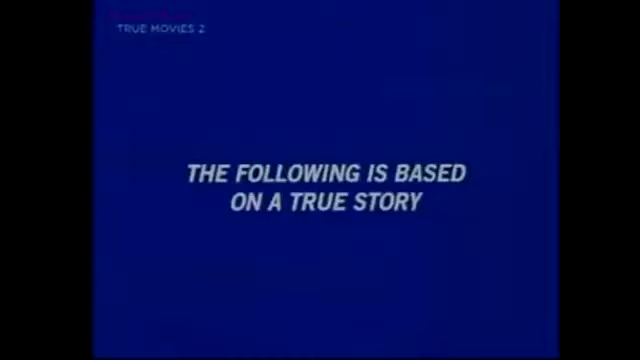 TRUE MOVIES 2
THE FOLLOWING IS BASED
ON A TRUE STORY